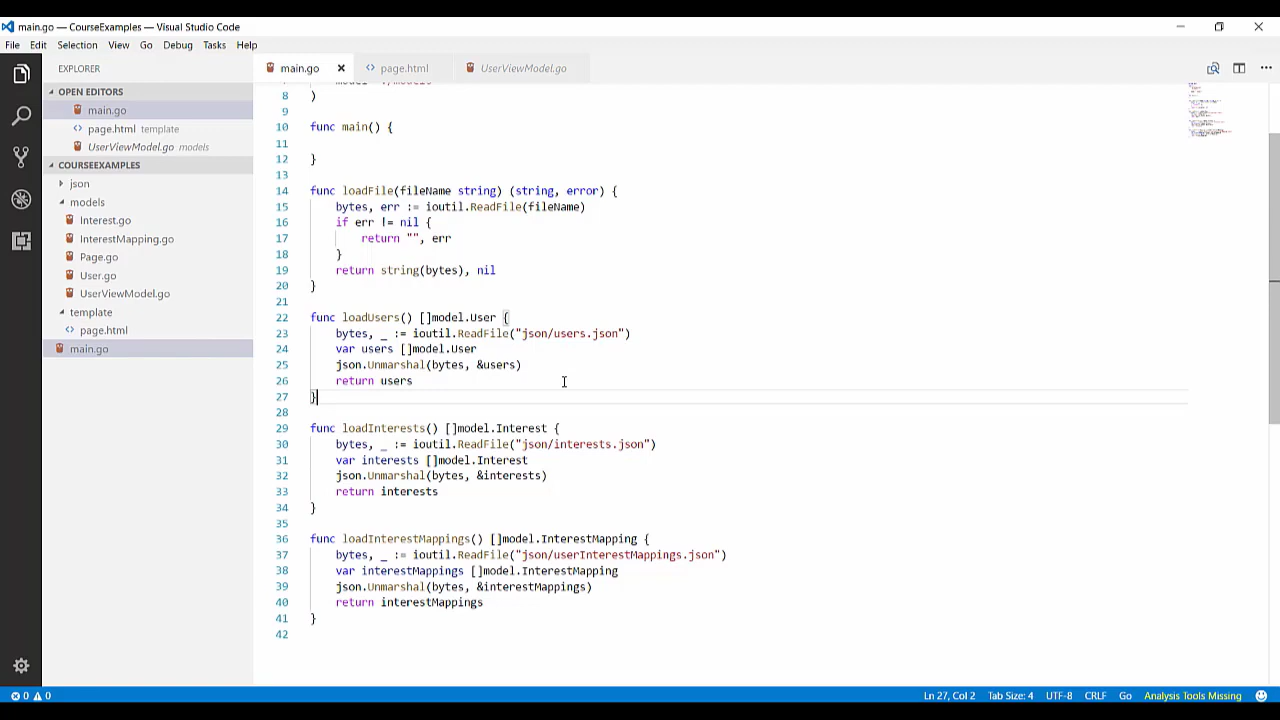 main.go — CourseExamples — Visual Studio Code
File Edit Selection View Go Debug Tasks Help
EXPLORER
OPEN EDITORS
main.go
page.html template
UserViewModel.go models
COURSEEXAMPLES
json
models
Interest.go
InterestMapping.go
Page.go
User.go
UserViewModel.go
template
page.html
main.go
main.go page.html UserViewModel.go
8 )
9
10 func main() {
11
12 }
13
14 func loadFile(fileName string) (string, error) {
15 bytes, err := ioutil.ReadFile(fileName)
16 if err != nil {
17 return "", err
18 }
19 return string(bytes), nil
20 }
21
22 func loadUsers() []model.User {
23 bytes, _ := ioutil.ReadFile("json/users.json")
24 var users []model.User
25 json.Unmarshal(bytes, &users)
26 return users
27 }
28
29 func loadInterests() []model.Interest {
30 bytes, _ := ioutil.ReadFile("json/interests.json")
31 var interests []model.Interest
32 json.Unmarshal(bytes, &interests)
33 return interests
34 }
35
36 func loadInterestMappings() []model.InterestMapping {
37 bytes, _ := ioutil.ReadFile("json/userInterestMappings.json")
38 var interestMappings []model.InterestMapping
39 json.Unmarshal(bytes, &interestMappings)
40 return interestMappings
41 }
42
0 0 Ln 27, Col 2 Tab Size: 4 UTF-8 CRLF Go Analysis Tools Missing